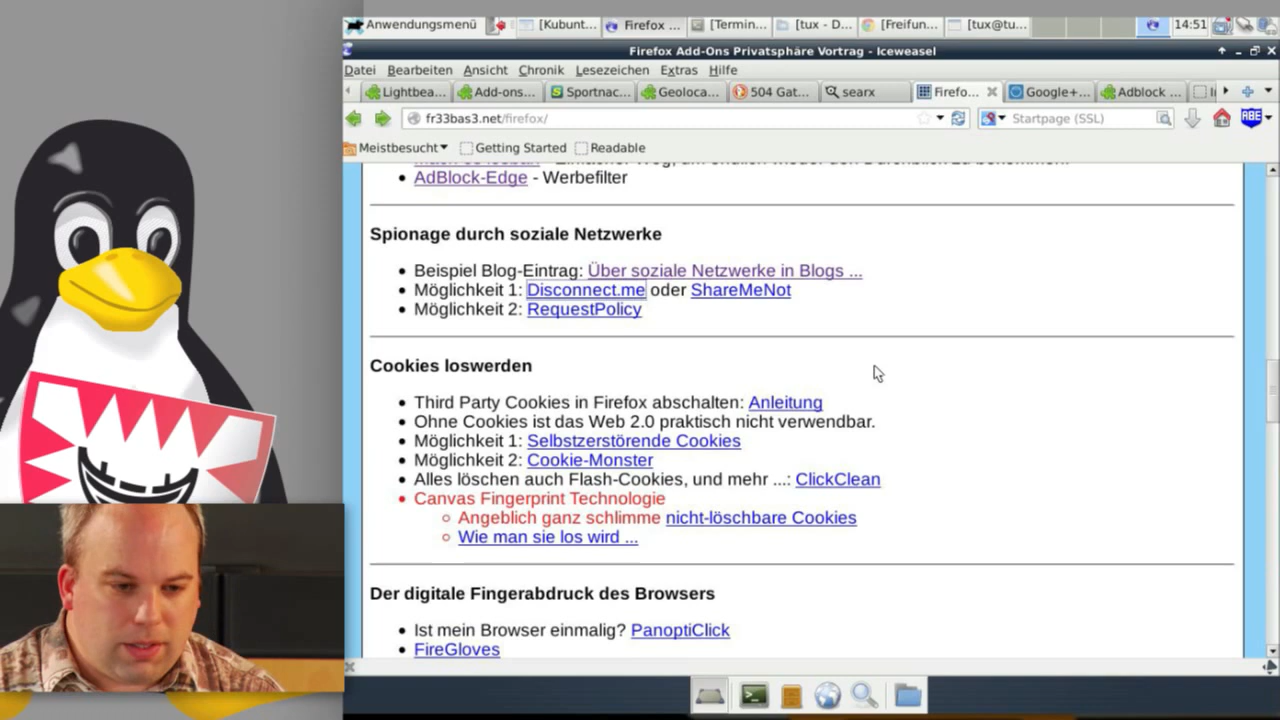 Anwendungsmenü
[Kubunt...
Firefox ...
[Termin...
[tux - D...
[Freifun...
[tux@tu...
14:51
Firefox Add-Ons Privatsphäre Vortrag - Iceweasel
Datei Bearbeiten Ansicht Chronik Lesezeichen Extras Hilfe
Lightbea...
Add-ons...
Sportnac...
Geoloca...
504 Gat...
searx
Firefo...
Google+...
Adblock ...
fr33bas3.net/firefox/
Startpage (SSL)
ABE
Meistbesucht
Getting Started
Readable
AdBlock-Edge - Werbefilter
Spionage durch soziale Netzwerke
Beispiel Blog-Eintrag: Über soziale Netzwerke in Blogs ...
Möglichkeit 1: Disconnect.me oder ShareMeNot
Möglichkeit 2: RequestPolicy
Cookies loswerden
Third Party Cookies in Firefox abschalten: Anleitung
Ohne Cookies ist das Web 2.0 praktisch nicht verwendbar.
Möglichkeit 1: Selbstzerstörende Cookies
Möglichkeit 2: Cookie-Monster
Alles löschen auch Flash-Cookies, und mehr ...: ClickClean
Canvas Fingerprint Technologie
Angeblich ganz schlimme nicht-löschbare Cookies
Wie man sie los wird ...
Der digitale Fingerabdruck des Browsers
Ist mein Browser einmalig? PanoptiClick
FireGloves